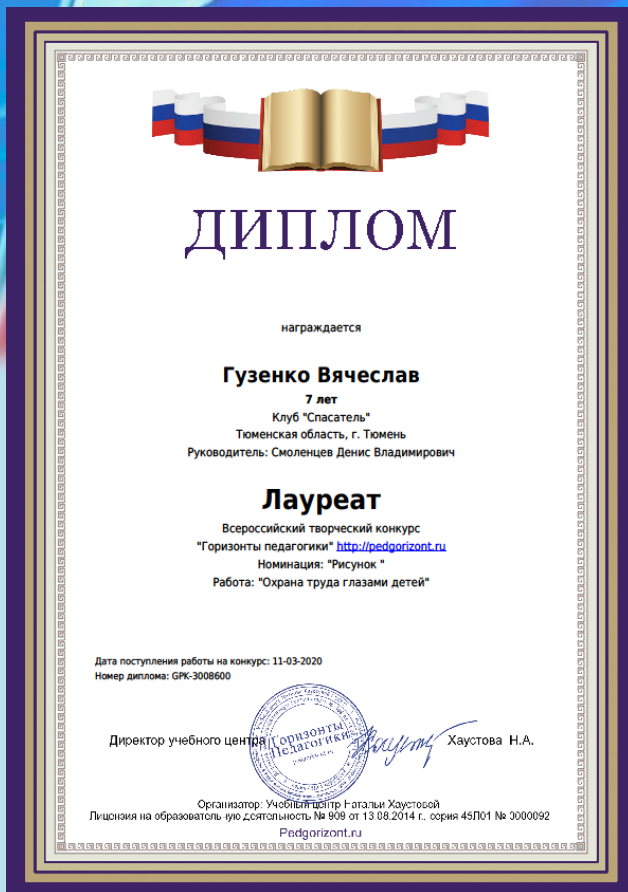 ДИПЛОМ
награждается
Гузенко Вячеслав
7 лет
Клуб "Спасатель"
Тюменская область, г. Тюмень
Руководитель: Смоленцев Денис Владимирович
Лауреат
Всероссийский творческий конкурс
"Горизонты педагогики" http://pedgorizont.ru
Номинация: "Рисунок "
Работа: "Охрана труда глазами детей"
Дата поступления работы на конкурс: 11-03-2020
Номер диплома: GPK-3008600
Горизонты
Педагогики
Директор учебного центра
Хаустова Н.А.
Организатор: Учебный центр Натальи Хаустовой
Лицензия на образовательную деятельность № 909 от 13.08.2014 г., серия 45Л01 № 0000092
Pedgorizont.ru